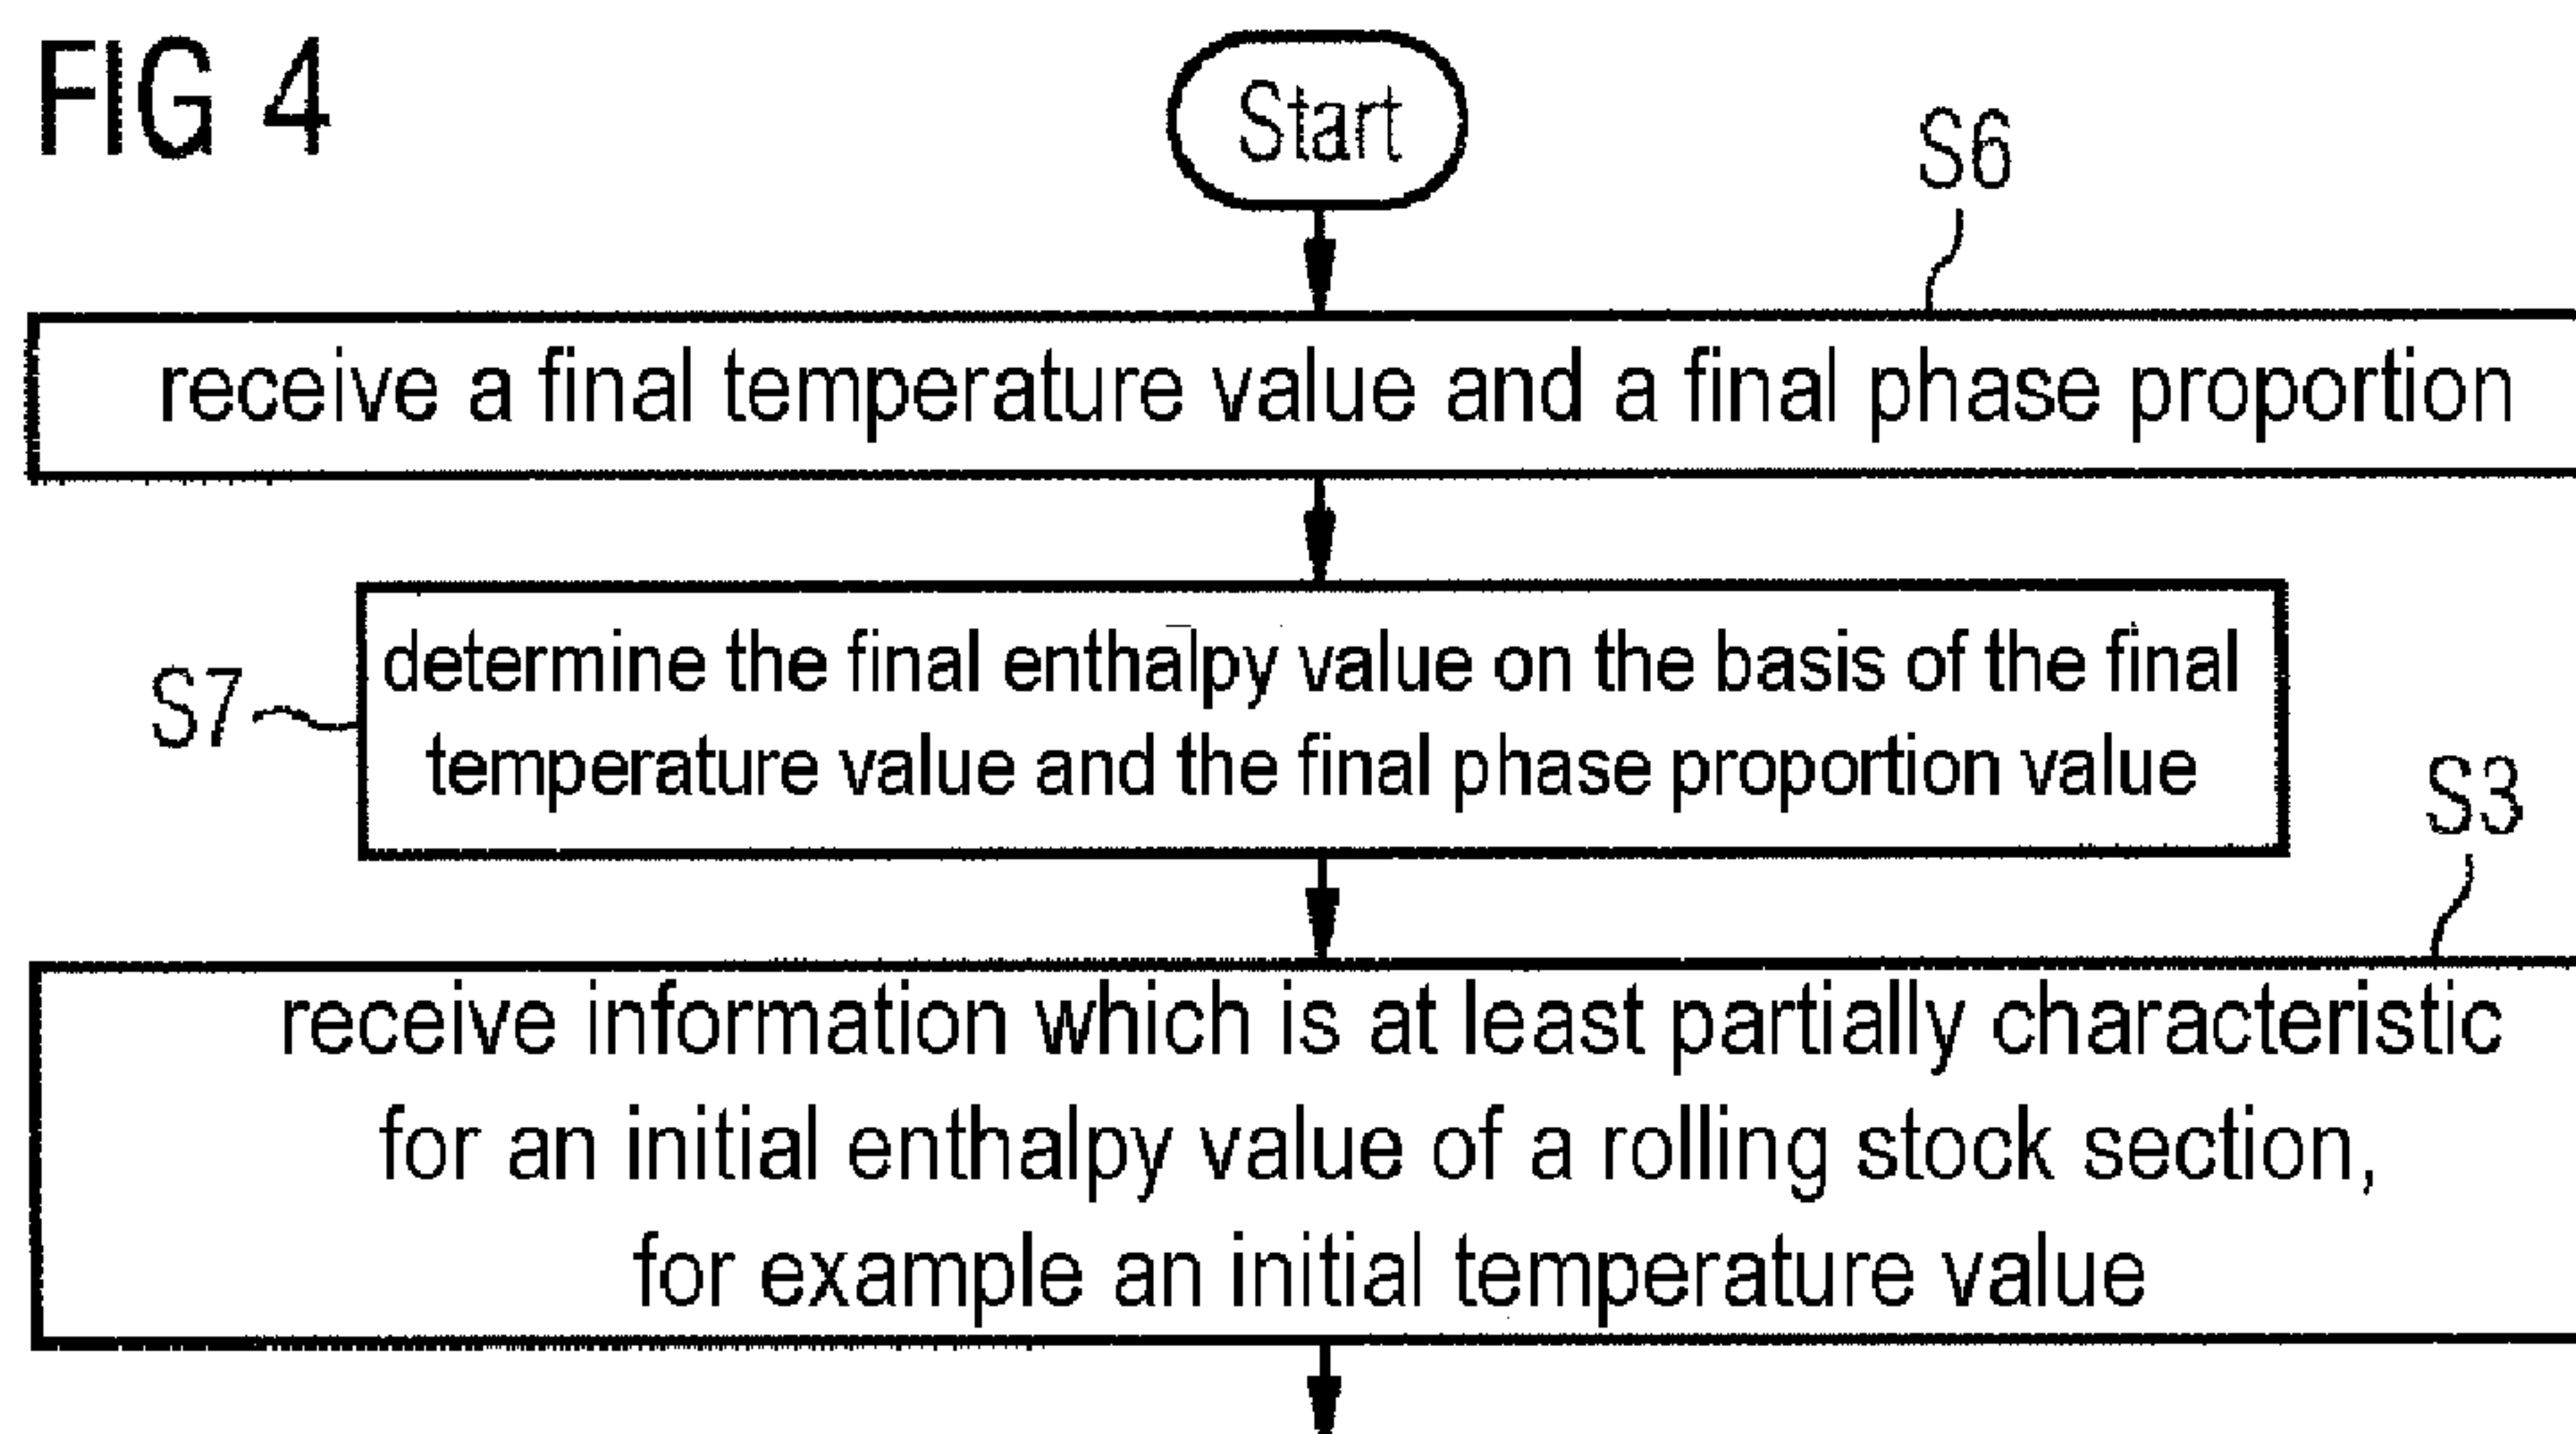 FIG 4
Start
S6
receive a final temperature value and a final phase proportion
S7
determine the final enthalpy value on the basis of the final
temperature value and the final phase proportion value
S3
receive information which is at least partially characteristic
for an initial enthalpy value of a rolling stock section,
for example an initial temperature value